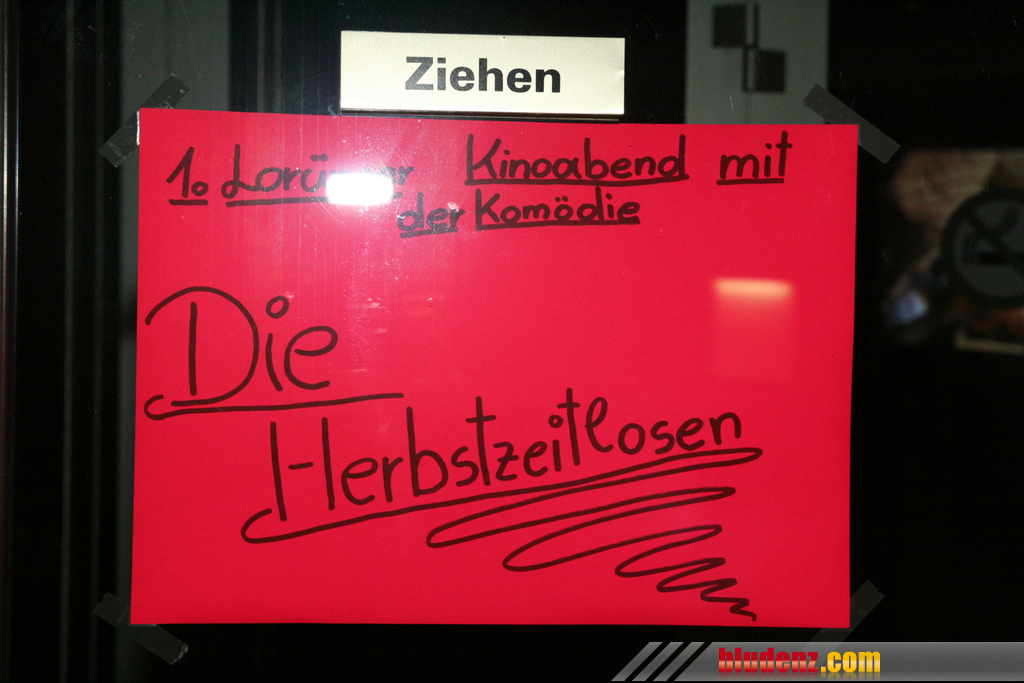 Ziehen
1. Kinoabend mit
der Komödie
Die
Herbstzeitlosen
bludenz.com